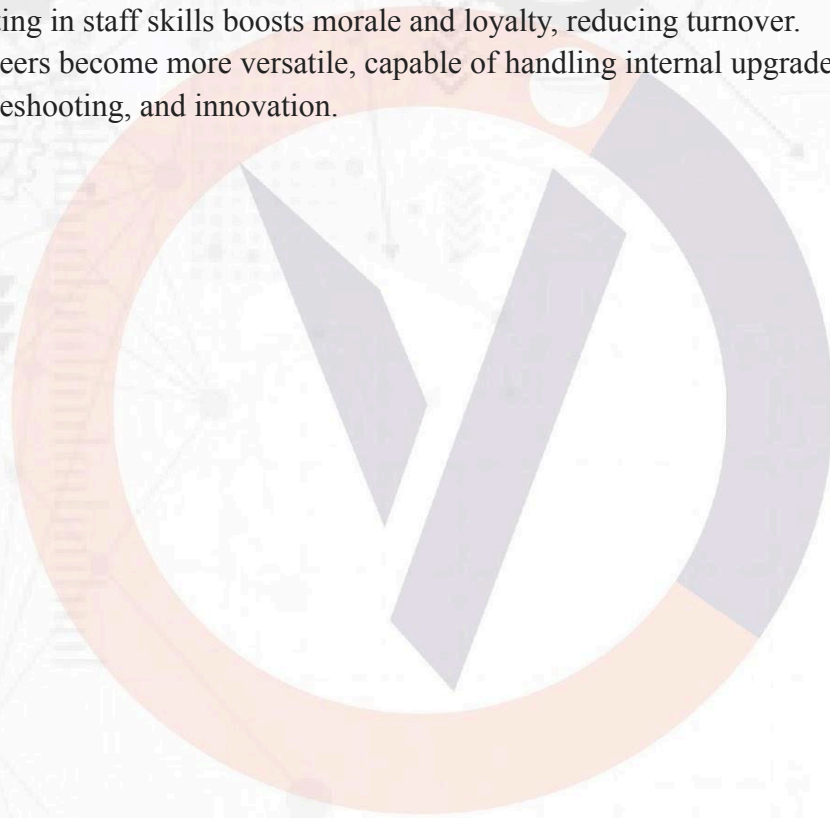 ting in staff skills boosts morale and loyalty, reducing turnover.
eers become more versatile, capable of handling internal upgrade
eshooting, and innovation.